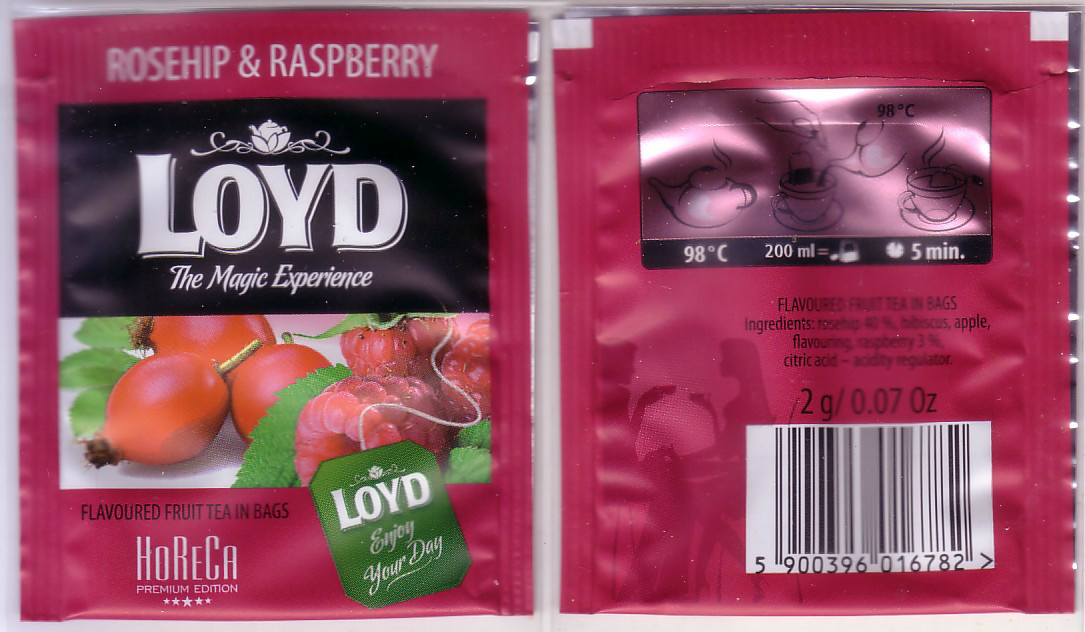 ROSEHIP & RASPBERRY
LOYD
The Magic Experience
LOYD
Enjoy
Your Day
FLAVOURED FRUIT TEA IN BAGS
HoReCa
PREMIUM EDITION
98°C
98°C 200 ml= 5 min.
FLAVOURED FRUIT TEA IN BAGS
Ingredients: rosehip 40 %, hibiscus, apple,
flavouring, raspberry 3 %,
citric acid – acidity regulator.
2 g/ 0.07 Oz
5 900396 016782 >